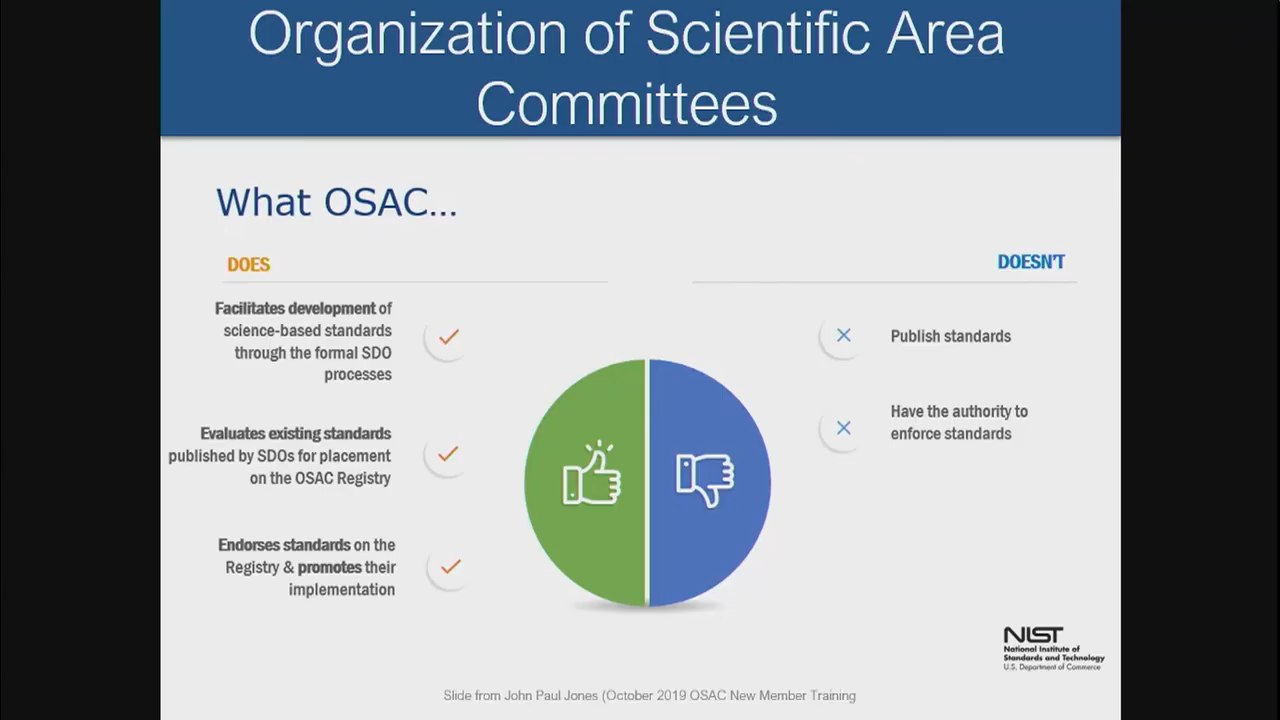 Organization of Scientific Area
Committees
What OSAC...
DOES
Facilitates development of
science-based standards
through the formal SDO
processes
Evaluates existing standards
published by SDOs for placement
on the OSAC Registry
Endorses standards on the
Registry & promotes their
implementation
DOESN'T
Publish standards
Have the authority to
enforce standards
NIST
National Institute of
Standards and Technology
U.S. Department of Commerce
Slide from John Paul Jones (October 2019 OSAC New Member Training